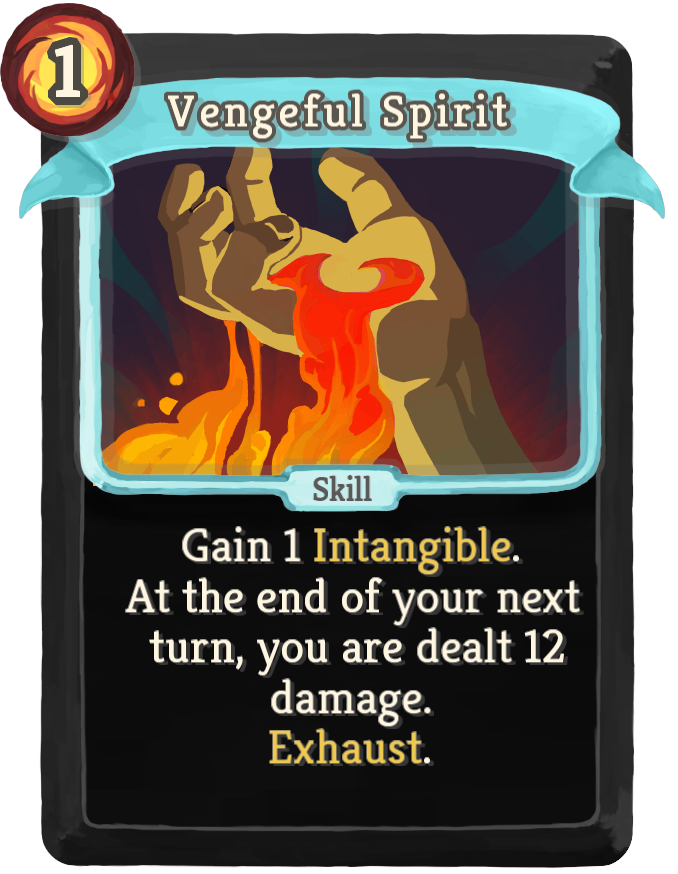 1
Vengeful Spirit
Skill
Gain 1 Intangible.
At the end of your next
turn, you are dealt 12
damage.
Exhaust.